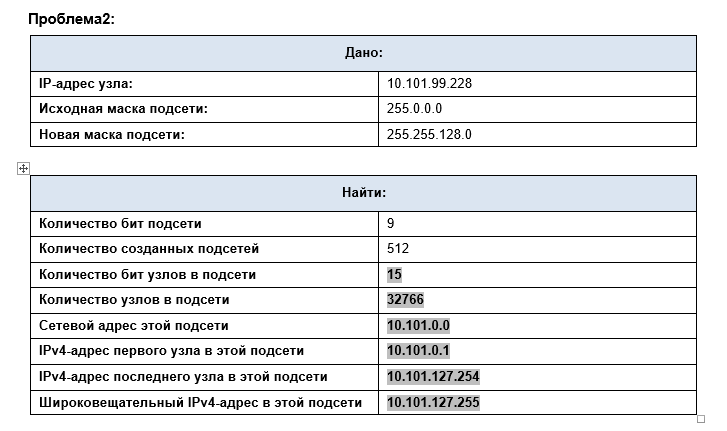 Проблема2:
Дано:
IP-адрес узла: 10.101.99.228
Исходная маска подсети: 255.0.0.0
Новая маска подсети: 255.255.128.0
Найти:
Количество бит подсети 9
Количество созданных подсетей 512
Количество бит узлов в подсети 15
Количество узлов в подсети 32766
Сетевой адрес этой подсети 10.101.0.0
IPv4-адрес первого узла в этой подсети 10.101.0.1
IPv4-адрес последнего узла в этой подсети 10.101.127.254
Широковещательный IPv4-адрес в этой подсети 10.101.127.255